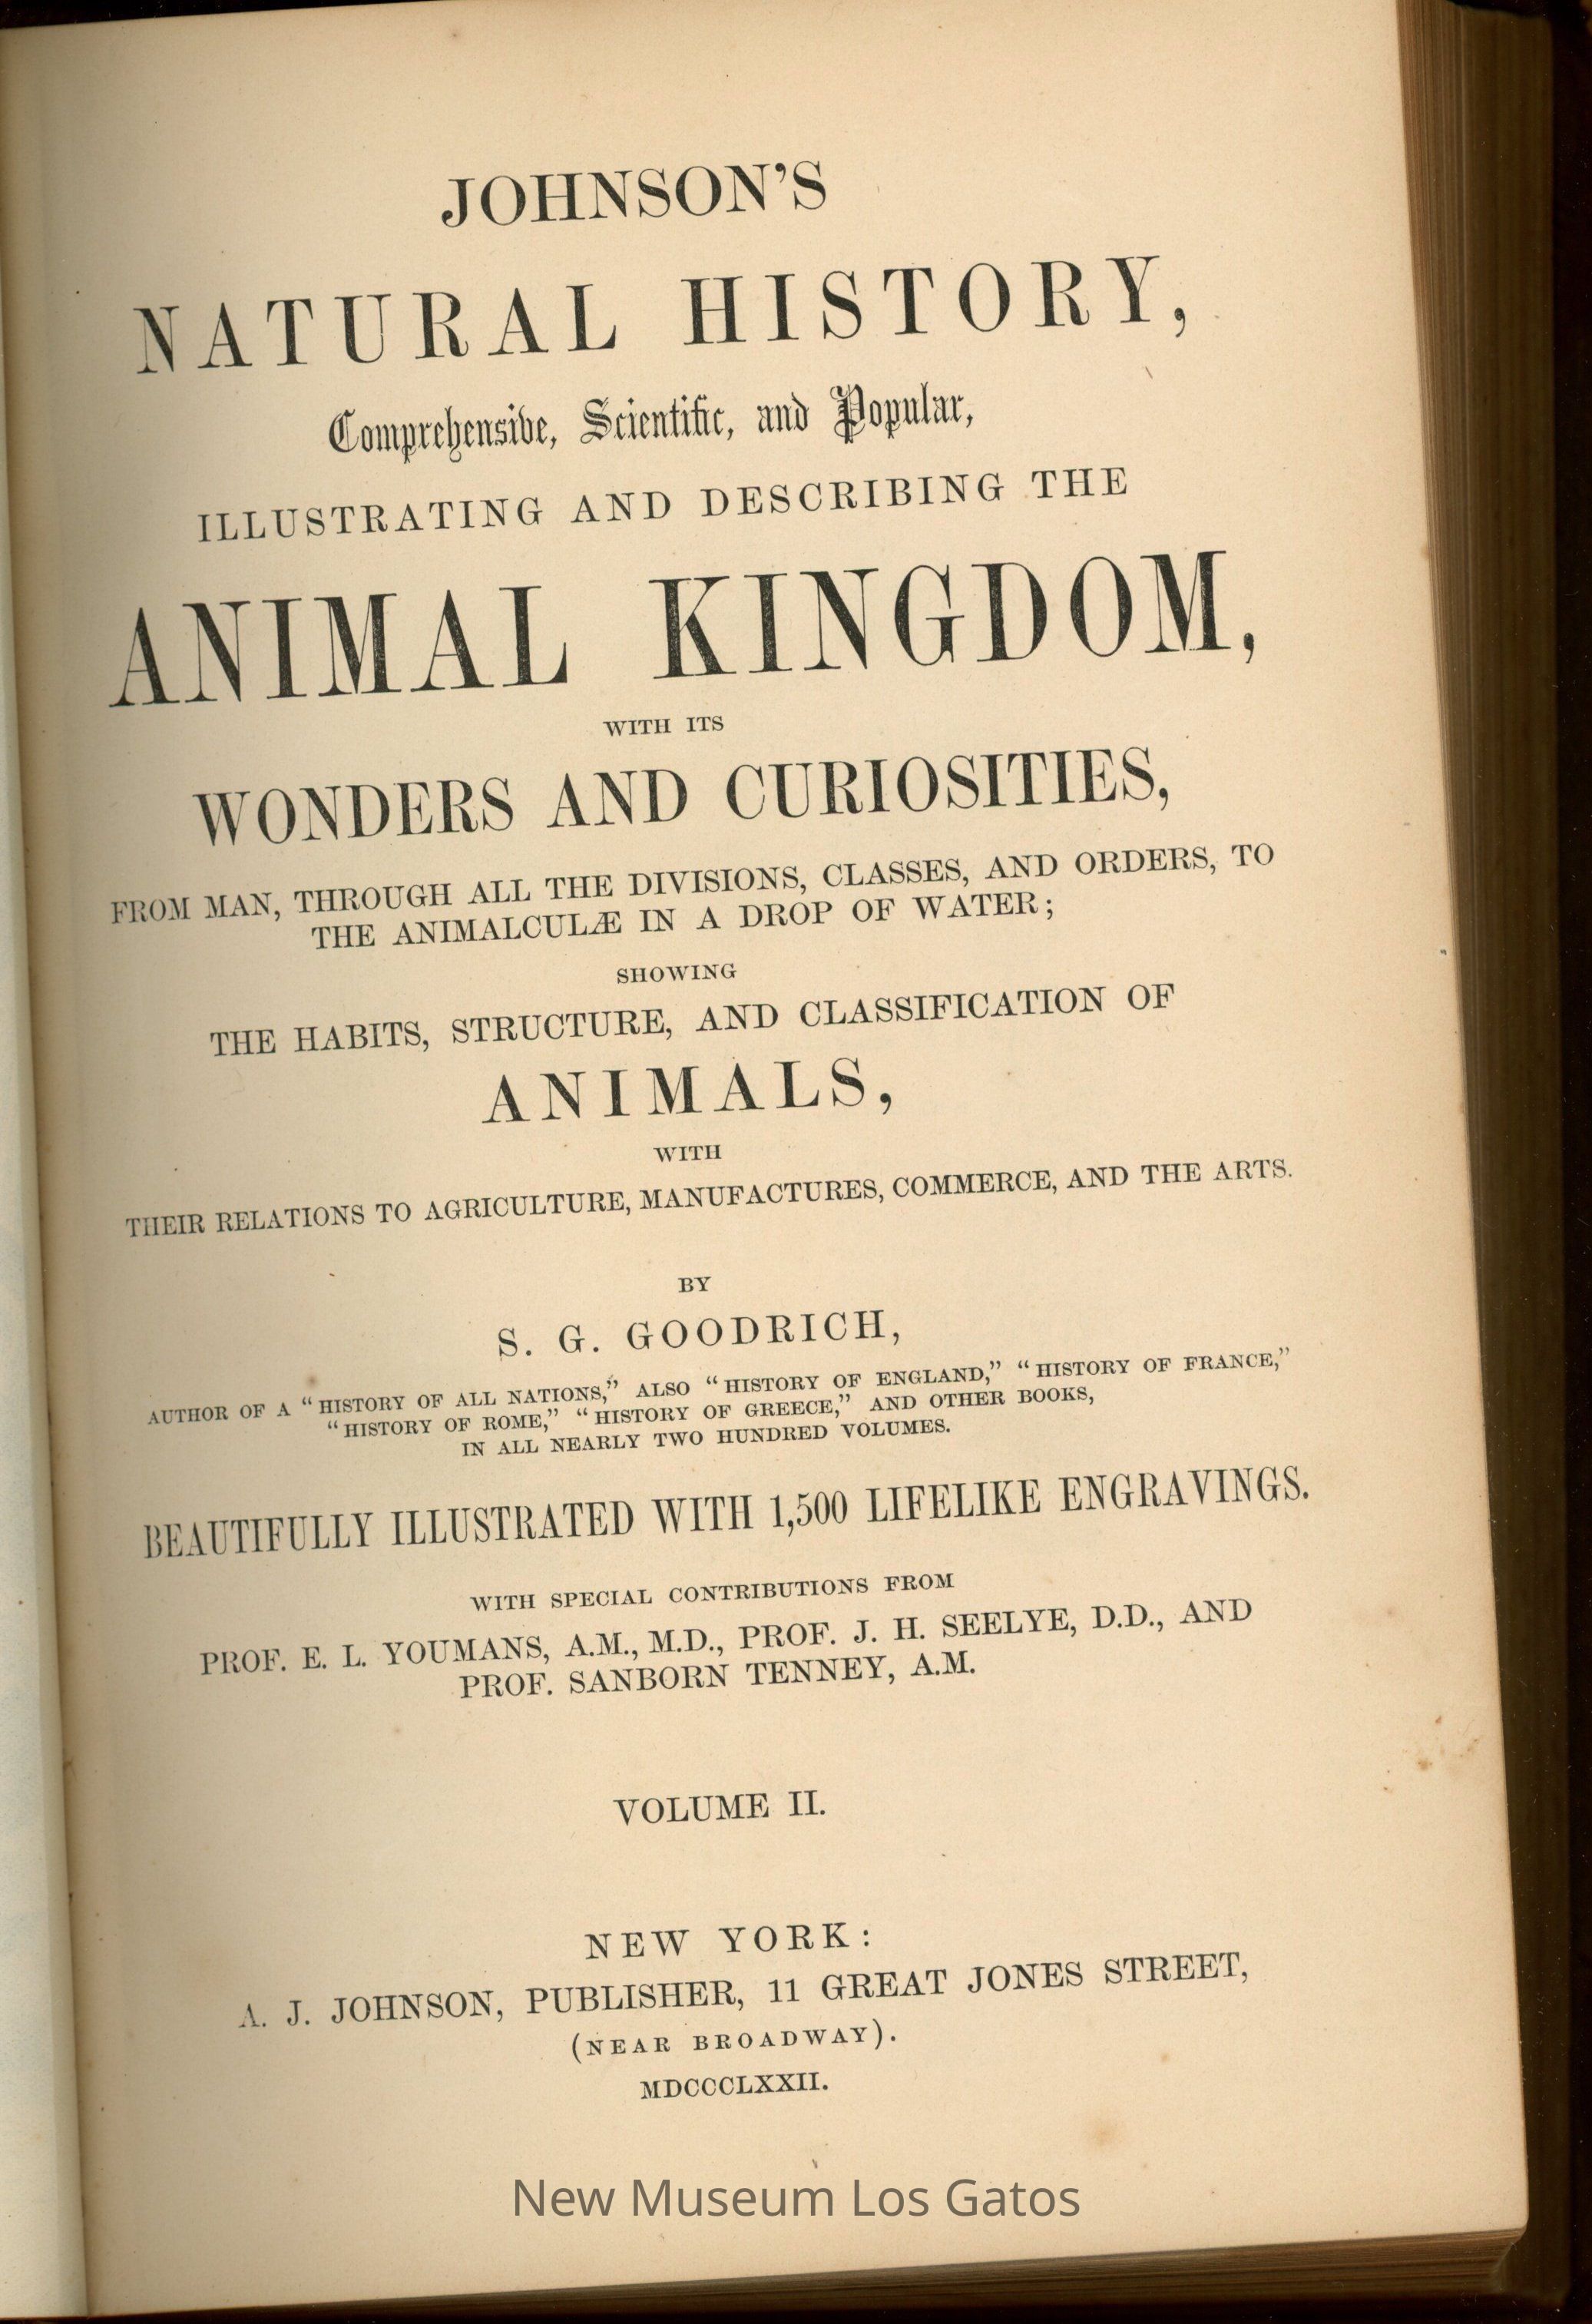 JOHNSON'S
NATURAL HISTORY,
Comprehensive, Scientific, and Popular,
ILLUSTRATING AND DESCRIBING THE
ANIMAL KINGDOM,
WITH ITS
WONDERS AND CURIOSITIES,
FROM MAN, THROUGH ALL THE DIVISIONS, CLASSES, AND ORDERS, TO
THE ANIMALCULÆ IN A DROP OF WATER;
SHOWING
THE HABITS, STRUCTURE, AND CLASSIFICATION OF
ANIMALS,
WITH
THEIR RELATIONS TO AGRICULTURE, MANUFACTURES, COMMERCE, AND THE ARTS.
BY
S. G. GOODRICH,
AUTHOR OF A “HISTORY OF ALL NATIONS,” ALSO “HISTORY OF ENGLAND,” “HISTORY OF FRANCE,”
“HISTORY OF ROME,” “HISTORY OF GREECE,” AND OTHER BOOKS,
IN ALL NEARLY TWO HUNDRED VOLUMES.
BEAUTIFULLY ILLUSTRATED WITH 1,500 LIFELIKE ENGRAVINGS.
WITH SPECIAL CONTRIBUTIONS FROM
PROF. E. L. YOUMANS, A.M., M.D., PROF. J. H. SEELYE, D.D., AND
PROF. SANBORN TENNEY, A.M.
VOLUME II.
NEW YORK:
A. J. JOHNSON, PUBLISHER, 11 GREAT JONES STREET,
(NEAR BROADWAY).
MDCCCLXXII.
New Museum Los Gatos